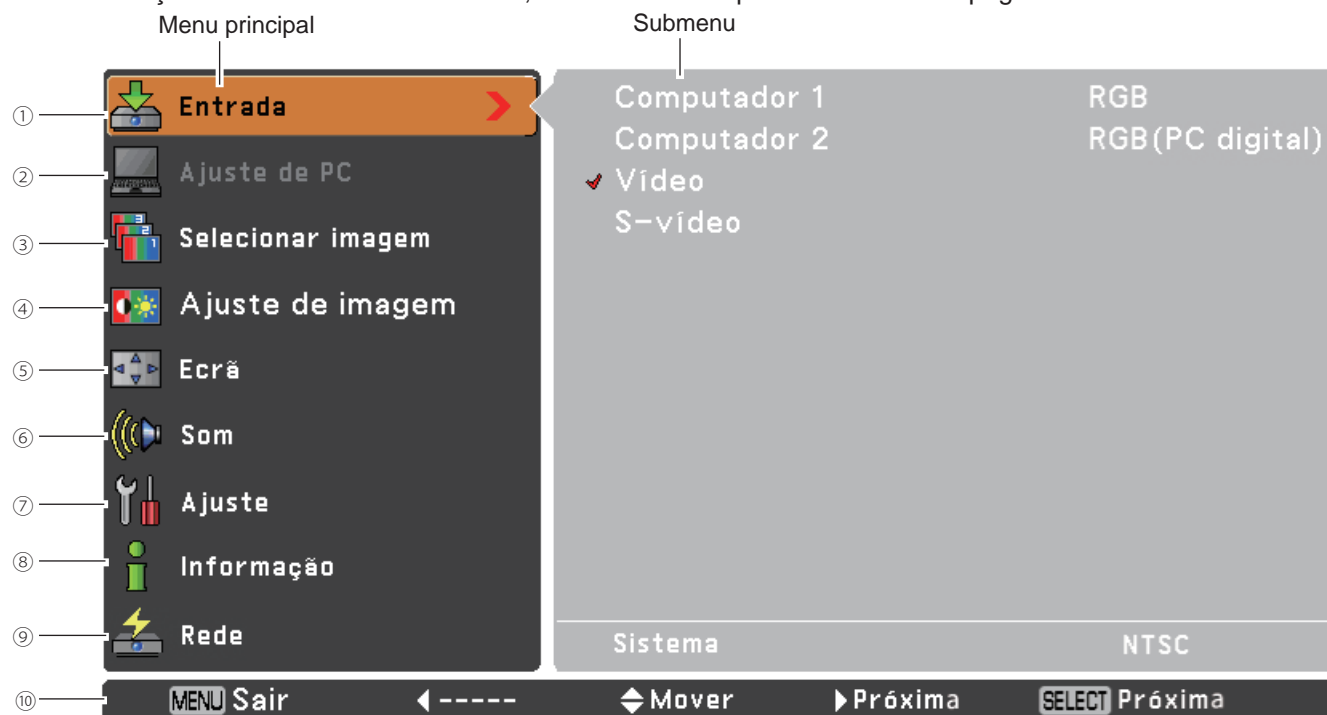 Menu principal
Submenu
① Entrada
Computador 1 RGB
② Ajuste de PC
Computador 2 RGB(PC digital)
Vídeo
③ Selecionar imagem
S-vídeo
④ Ajuste de imagem
⑤ Ecrã
⑥ Som
⑦ Ajuste
⑧ Informação
⑨ Rede
Sistema NTSC
⑩ MENU Sair ----- Mover Próxima SELECT Próxima